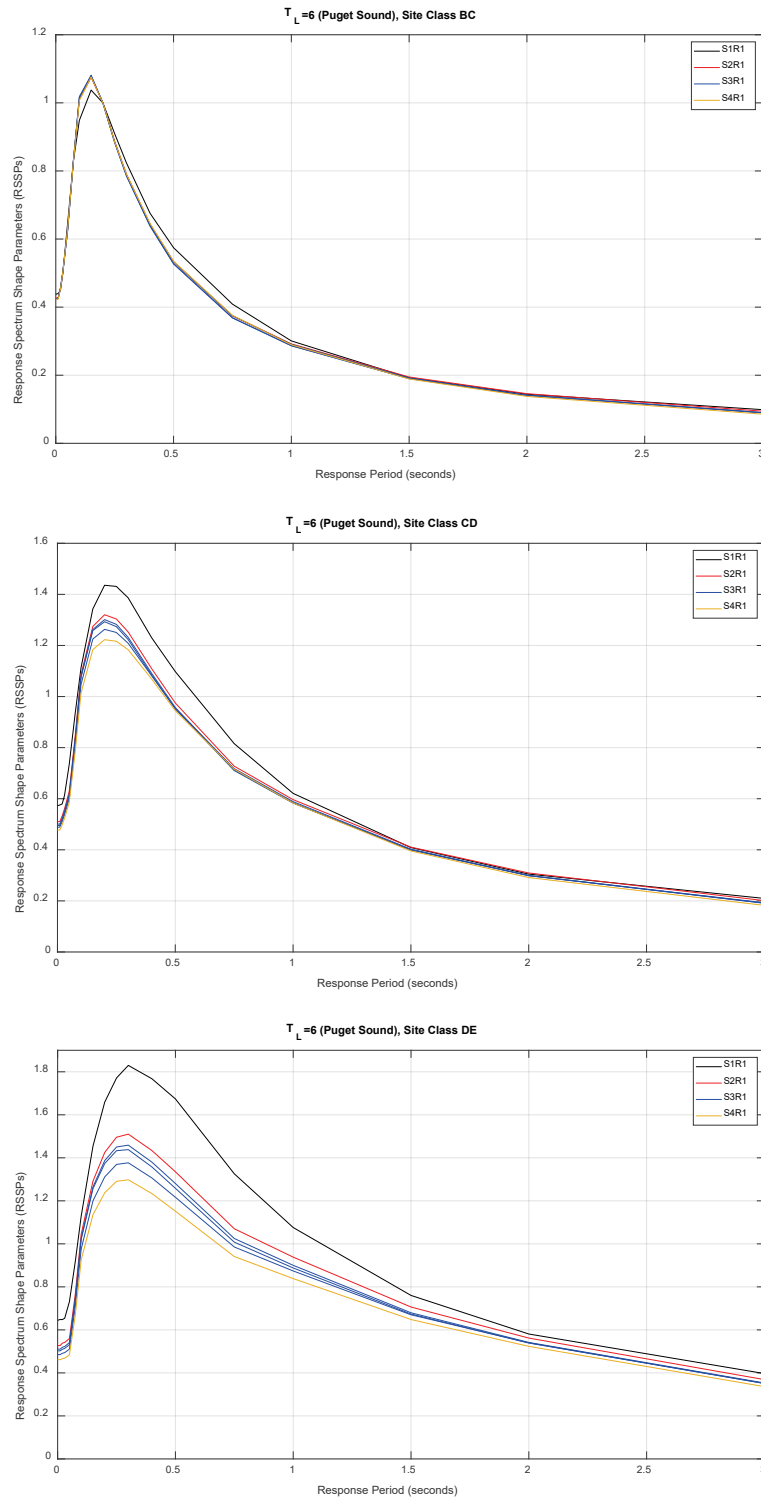 T L =6 (Puget Sound), Site Class BC
1.2
1
0.8
0.6
0.4
0.2
0
Response Spectrum Shape Parameters (RSSPs)
S1R1
S2R1
S3R1
S4R1
0 0.5 1 1.5 2 2.5 3
Response Period (seconds)
T L =6 (Puget Sound), Site Class CD
1.6
1.4
1.2
1
0.8
0.6
0.4
0.2
0
Response Spectrum Shape Parameters (RSSPs)
S1R1
S2R1
S3R1
S4R1
0 0.5 1 1.5 2 2.5 3
Response Period (seconds)
T L =6 (Puget Sound), Site Class DE
1.8
1.6
1.4
1.2
1
0.8
0.6
0.4
0.2
0
Response Spectrum Shape Parameters (RSSPs)
S1R1
S2R1
S3R1
S4R1
0 0.5 1 1.5 2 2.5 3
Response Period (seconds)